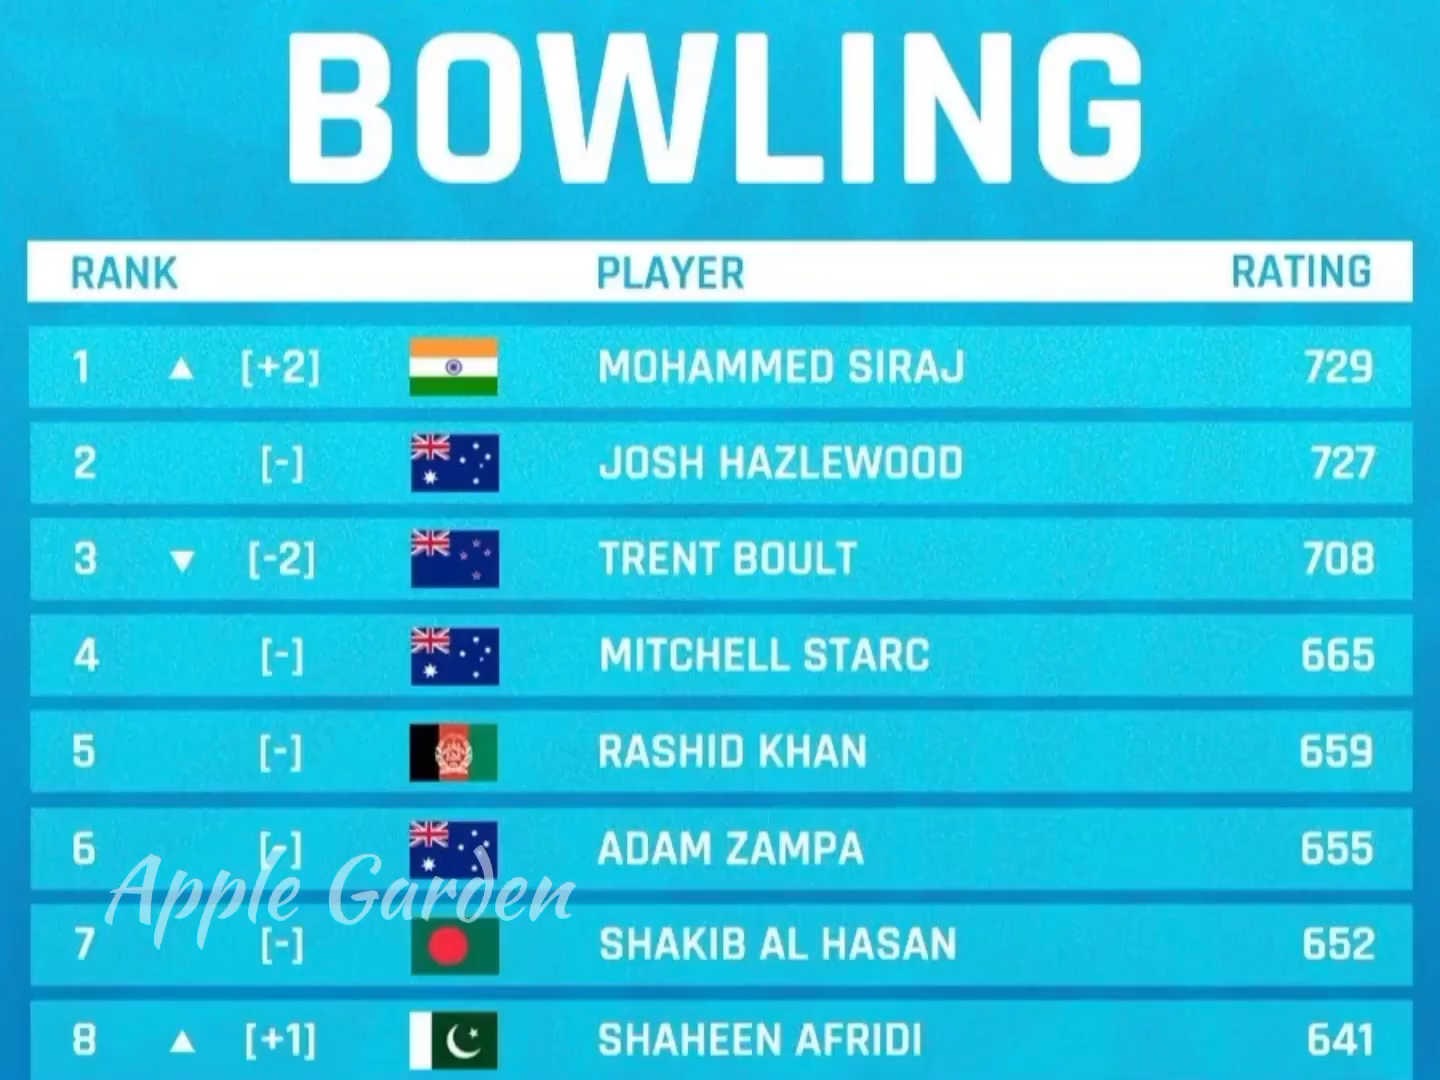 BOWLING
RANK PLAYER RATING
1 ▲ [+2] MOHAMMED SIRAJ 729
2 [-] JOSH HAZLEWOOD 727
3 ▼ [-2] TRENT BOULT 708
4 [-] MITCHELL STARC 665
5 [-] RASHID KHAN 659
6 [-] ADAM ZAMPA 655
Apple Garden
7 [-] SHAKIB AL HASAN 652
8 ▲ [+1] SHAHEEN AFRIDI 641